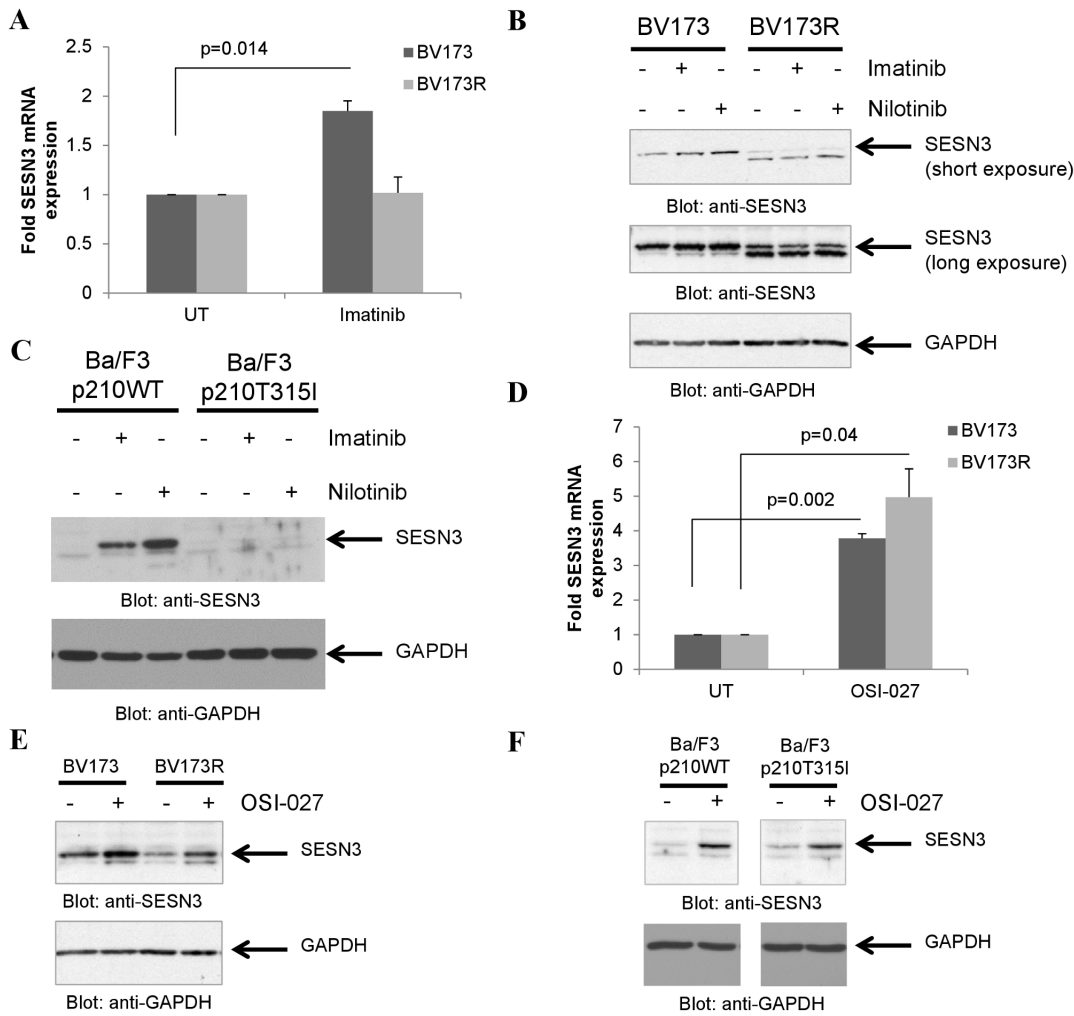 A
2.5
2
1.5
1
0.5
0
Fold SESN3 mRNA
expression
p=0.014
BV173
BV173R
UT Imatinib
B
BV173 BV173R
- + - - + - Imatinib
- - + - - + Nilotinib
SESN3
(short exposure)
Blot: anti-SESN3
SESN3
(long exposure)
Blot: anti-SESN3
GAPDH
Blot: anti-GAPDH
C
Ba/F3 Ba/F3
p210WT p210T315I
- + - - + - Imatinib
- - + - - + Nilotinib
SESN3
Blot: anti-SESN3
GAPDH
Blot: anti-GAPDH
D
7
6
5
4
3
2
1
0
Fold SESN3 mRNA
expression
p=0.04
p=0.002
BV173
BV173R
UT OSI-027
E
BV173 BV173R
- + - + OSI-027
SESN3
Blot: anti-SESN3
GAPDH
Blot: anti-GAPDH
F
Ba/F3 Ba/F3
p210WT p210T315I
- + - + OSI-027
SESN3
Blot: anti-SESN3
GAPDH
Blot: anti-GAPDH